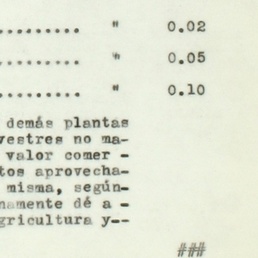 ......... " 0.02
......... " 0.05
......... " 0.10
demás plantas
vestres no ma-
valor comer -
tos aprovecha-
misma, según-
namente dé a -
gricultura y--
###